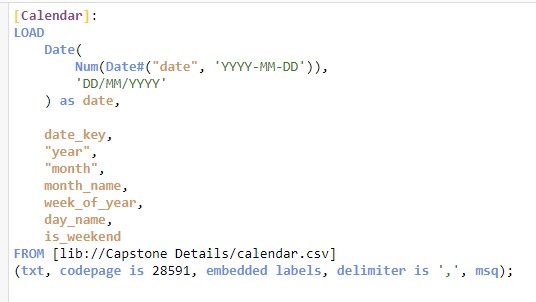 [Calendar]:
LOAD
Date(
Num(Date#("date", 'YYYY-MM-DD')),
'DD/MM/YYYY'
) as date,
date_key,
"year",
"month",
month_name,
week_of_year,
day_name,
is_weekend
FROM [lib://Capstone Details/calendar.csv]
(txt, codepage is 28591, embedded labels, delimiter is ',', msq);